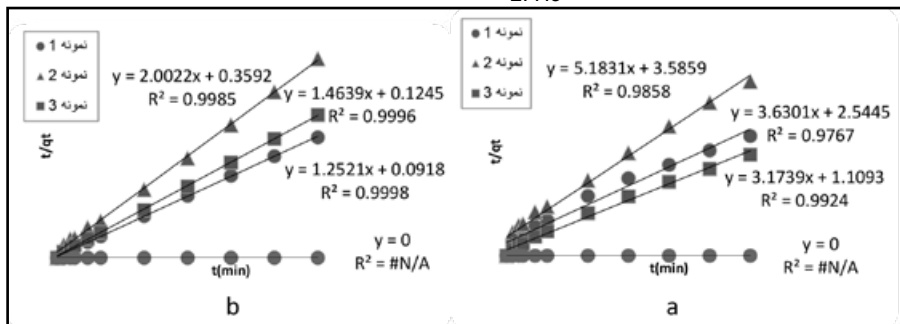 نمونه 1
نمونه 2
نمونه 3
y = 2.0022x + 0.3592
R² = 0.9985
y = 1.4639x + 0.1245
R² = 0.9996
y = 1.2521x + 0.0918
R² = 0.9998
y = 0
R² = #N/A
t/qt
t(min)
b
نمونه 1
نمونه 2
نمونه 3
y = 5.1831x + 3.5859
R² = 0.9858
y = 3.6301x + 2.5445
R² = 0.9767
y = 3.1739x + 1.1093
R² = 0.9924
y = 0
R² = #N/A
t/qt
t(min)
a